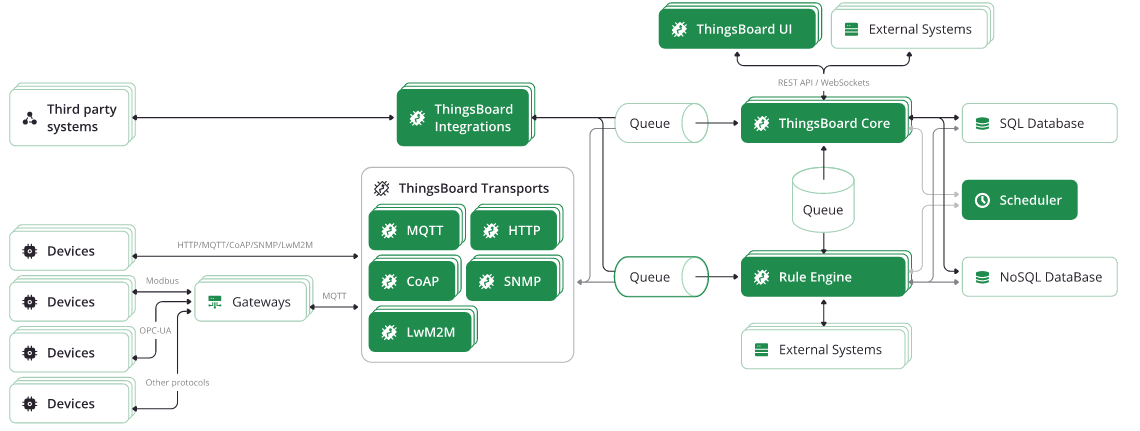 ThingsBoard UI
External Systems
REST API / WebSockets
Third party
systems
ThingsBoard
Integrations
Queue
ThingsBoard Core
SQL Database
ThingsBoard Transports
MQTT
HTTP
CoAP
SNMP
LwM2M
Queue
Scheduler
Devices
HTTP/MQTT/CoAP/SNMP/LwM2M
Devices
Modbus
Gateways
MQTT
OPC-UA
Devices
Other protocols
Devices
Queue
Rule Engine
NoSQL DataBase
External Systems